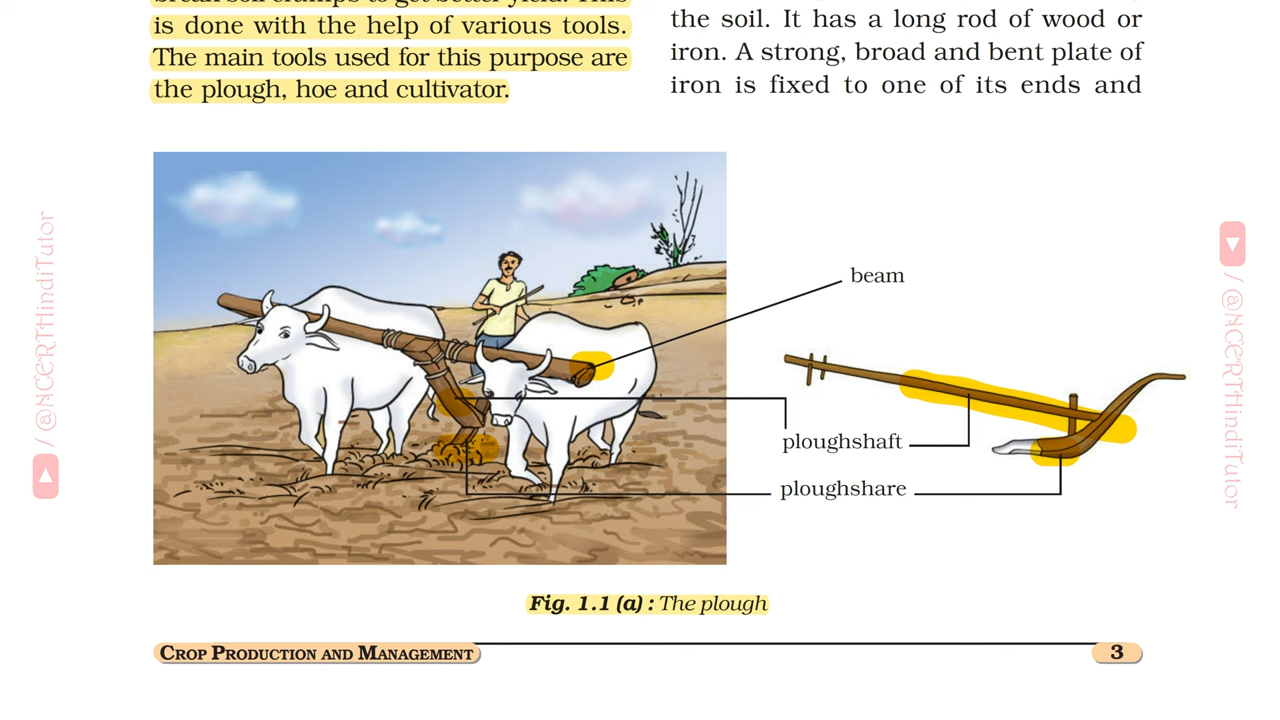 is done with the help of various tools.
The main tools used for this purpose are
the plough, hoe and cultivator.
the soil. It has a long rod of wood or
iron. A strong, broad and bent plate of
iron is fixed to one of its ends and
beam
ploughshaft
ploughshare
Fig. 1.1 (a) : The plough
CROP PRODUCTION AND MANAGEMENT
3
/ @NCERTHindiTutor
/ @NCERTHindiTutor